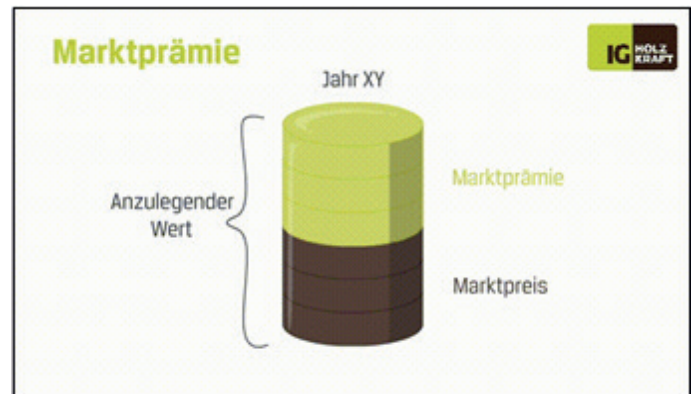 Marktprämie
IG HOLZ
KRAFT
Jahr XY
Anzulegender
Wert
Marktprämie
Marktpreis